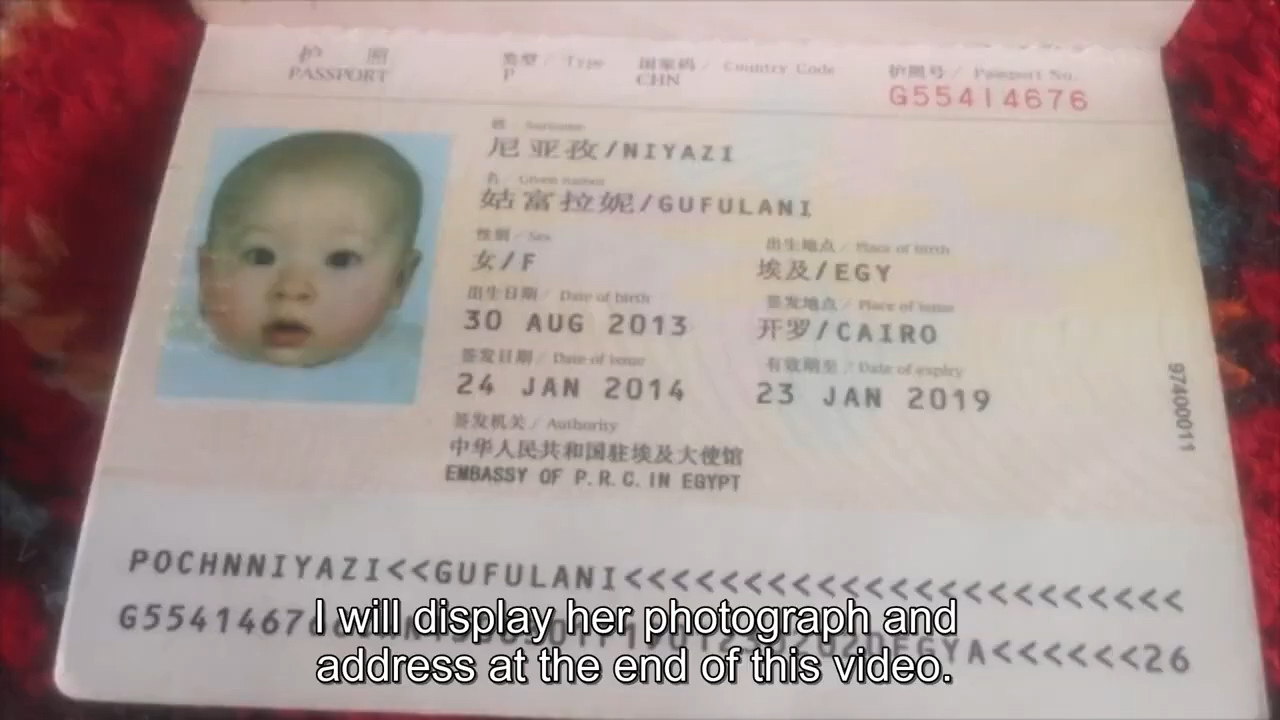 护照
PASSPORT
类型 / Type
P
国家码 / Country Code
CHN
护照号 / Passport No.
G55414676
姓 Surname
尼亚孜/NIYAZI
名 / Given names
姑富拉妮/GUFULANI
性别 / Sex
女/F
出生地点 / Place of birth
埃及/EGY
出生日期 / Date of birth
30 AUG 2013
签发地点 / Place of issue
开罗/CAIRO
签发日期 / Date of issue
24 JAN 2014
有效期至 / Date of expiry
23 JAN 2019
签发机关 / Authority
中华人民共和国驻埃及大使馆
EMBASSY OF P.R.C. IN EGYPT
97400011
POCHNNIYAZI<<GUFULANI<<<<<<<<<<<<<<<<<<<<<<<
I will display her photograph and
address at the end of this video.